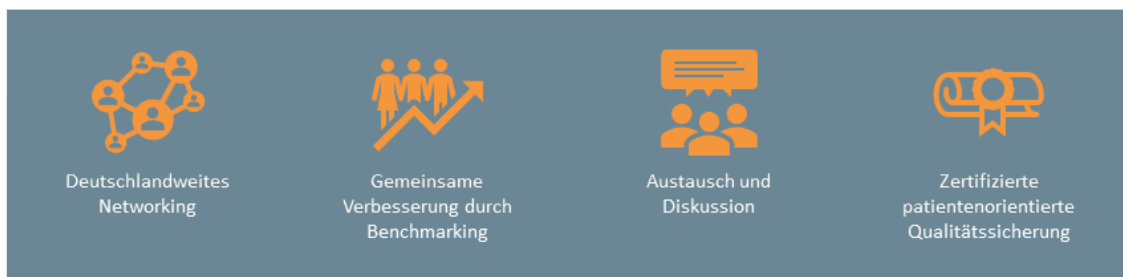 Deutschlandweites
Networking
Gemeinsame
Verbesserung durch
Benchmarking
Austausch und
Diskussion
Zertifizierte
patientenorientierte
Qualitätssicherung